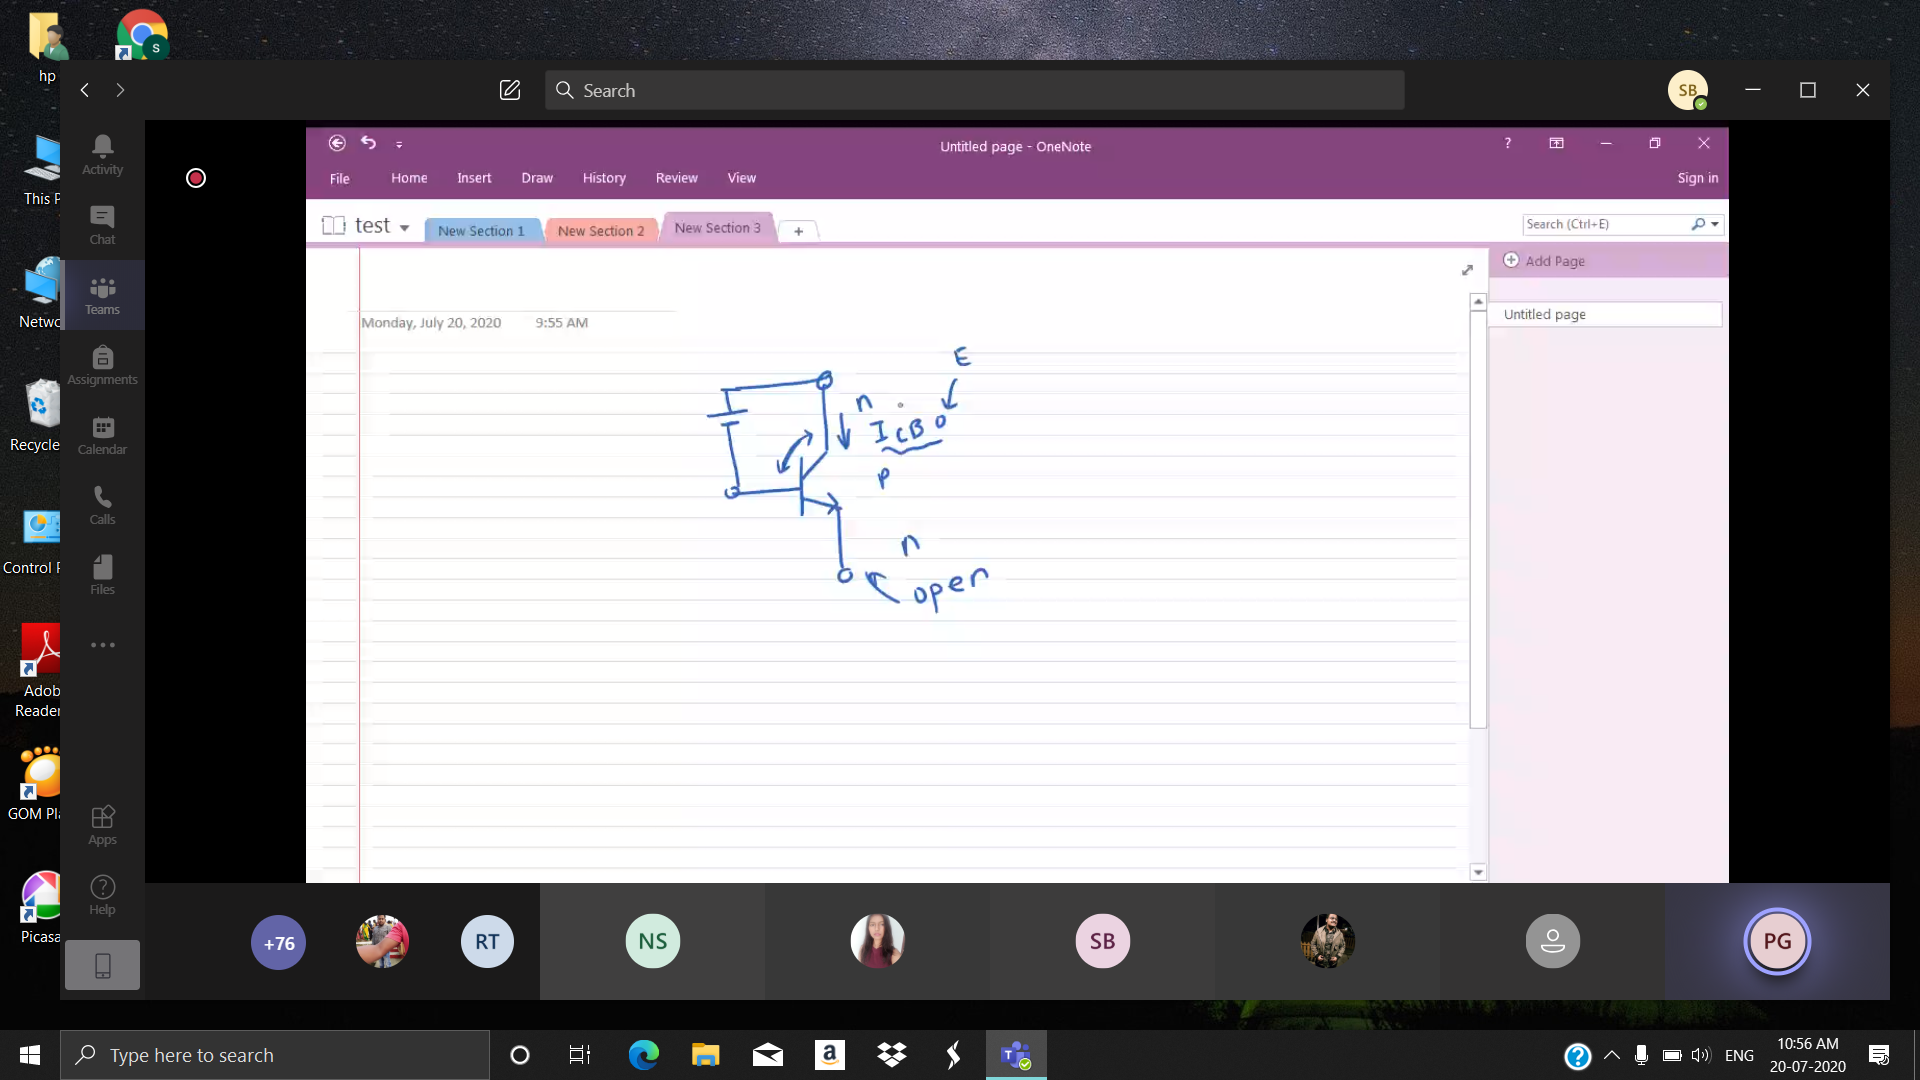 hp
S
Search
SB
Activity
This P
Chat
Teams
Netwo
Assignments
Recycle
Calendar
Calls
Control P
Files
Adob
Reader
GOM Pla
Apps
Help
Picasa
Untitled page - OneNote
?
File Home Insert Draw History Review View Sign in
test New Section 1 New Section 2 New Section 3 + Search (Ctrl+E)
Add Page
Untitled page
Monday, July 20, 2020 9:55 AM
E
n
ICBO
P
n
open
+76 RT NS SB PG
Type here to search
a
T
? ENG 10:56 AM
20-07-2020